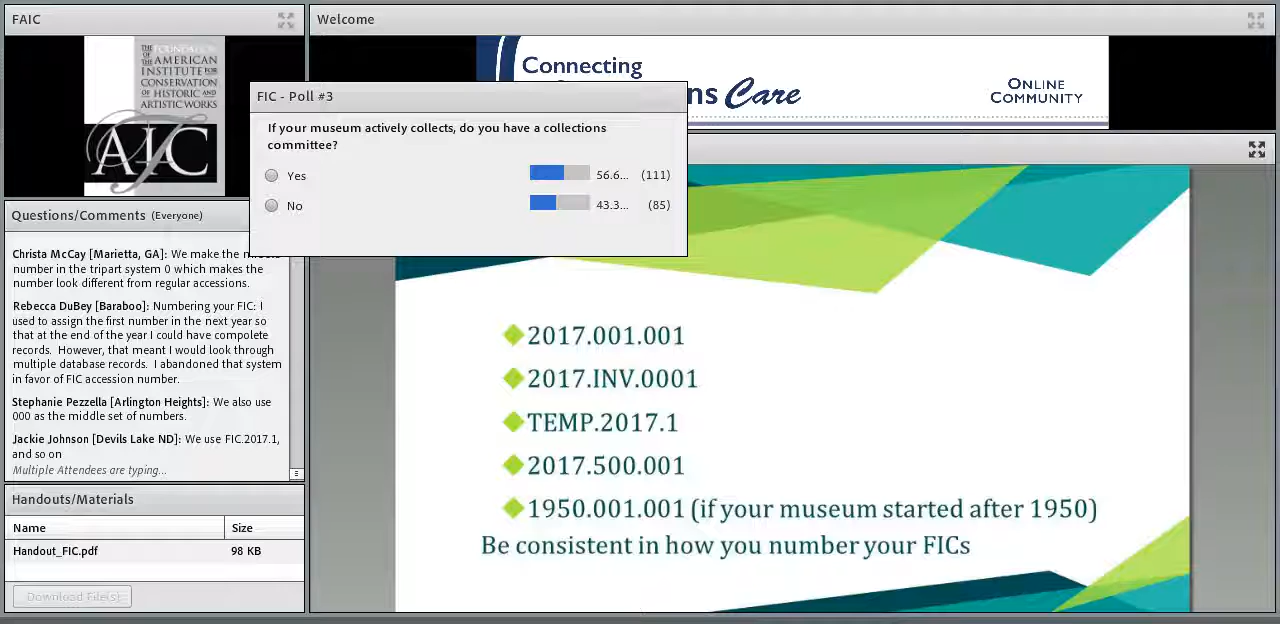 FAIC
THE FOUNDATION
OF THE AMERICAN
INSTITUTE FOR
CONSERVATION
OF HISTORIC AND
ARTISTIC WORKS
AIC
Welcome
Connecting
ns Care
ONLINE
COMMUNITY
FIC - Poll #3
If your museum actively collects, do you have a collections
committee?
Yes 56.6... (111)
No 43.3... (85)
Questions/Comments (Everyone)
Christa McCay [Marietta, GA]: We make the middle
number in the tripart system 0 which makes the
number look different from regular accessions.
Rebecca DuBey [Baraboo]: Numbering your FIC: I
used to assign the first number in the next year so
that at the end of the year I could have compolete
records. However, that meant I would look through
multiple database records. I abandoned that system
in favor of FIC accession number.
Stephanie Pezzella [Arlington Heights]: We also use
000 as the middle set of numbers.
Jackie Johnson [Devils Lake ND]: We use FIC.2017.1,
and so on
Multiple Attendees are typing...
Handouts/Materials
Name Size
Handout_FIC.pdf 98 KB
Download File(s)
2017.001.001
2017.INV.0001
TEMP.2017.1
2017.500.001
1950.001.001 (if your museum started after 1950)
Be consistent in how you number your FICs